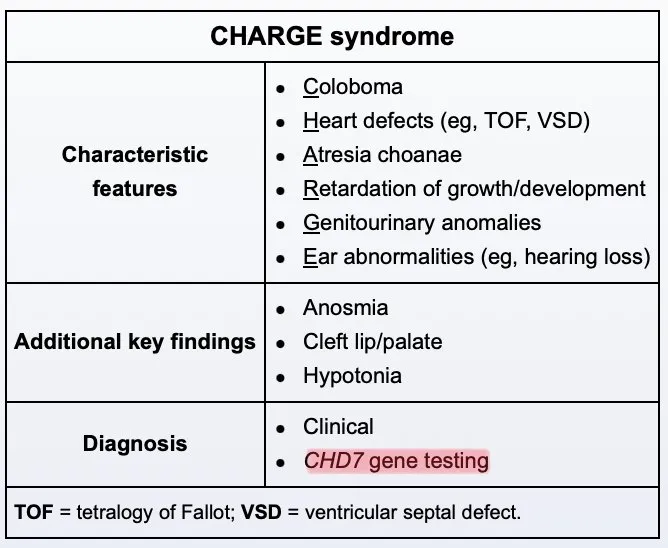 CHARGE syndrome
Characteristic
features
• Coloboma
• Heart defects (eg, TOF, VSD)
• Atresia choanae
• Retardation of growth/development
• Genitourinary anomalies
• Ear abnormalities (eg, hearing loss)
Additional key findings
• Anosmia
• Cleft lip/palate
• Hypotonia
Diagnosis
• Clinical
• CHD7 gene testing
TOF = tetralogy of Fallot; VSD = ventricular septal defect.